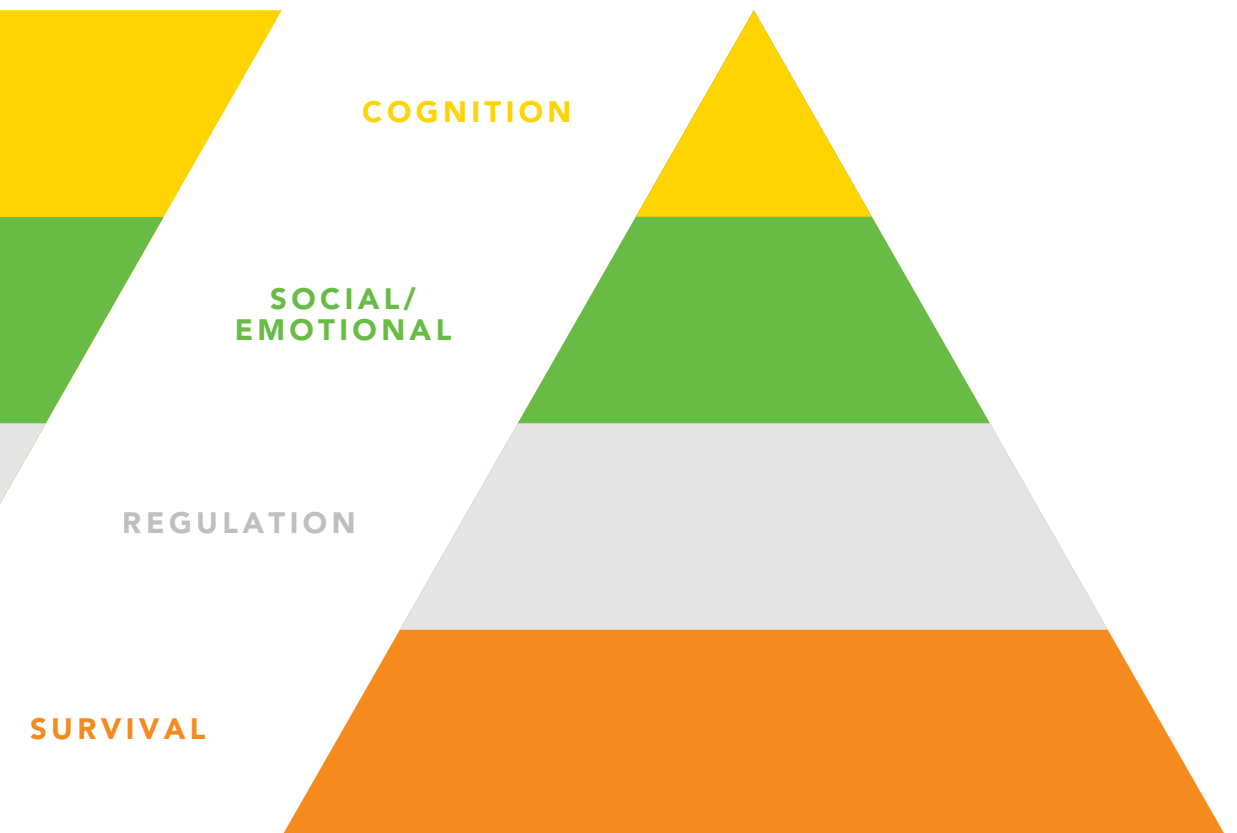 COGNITION
SOCIAL/
EMOTIONAL
REGULATION
SURVIVAL